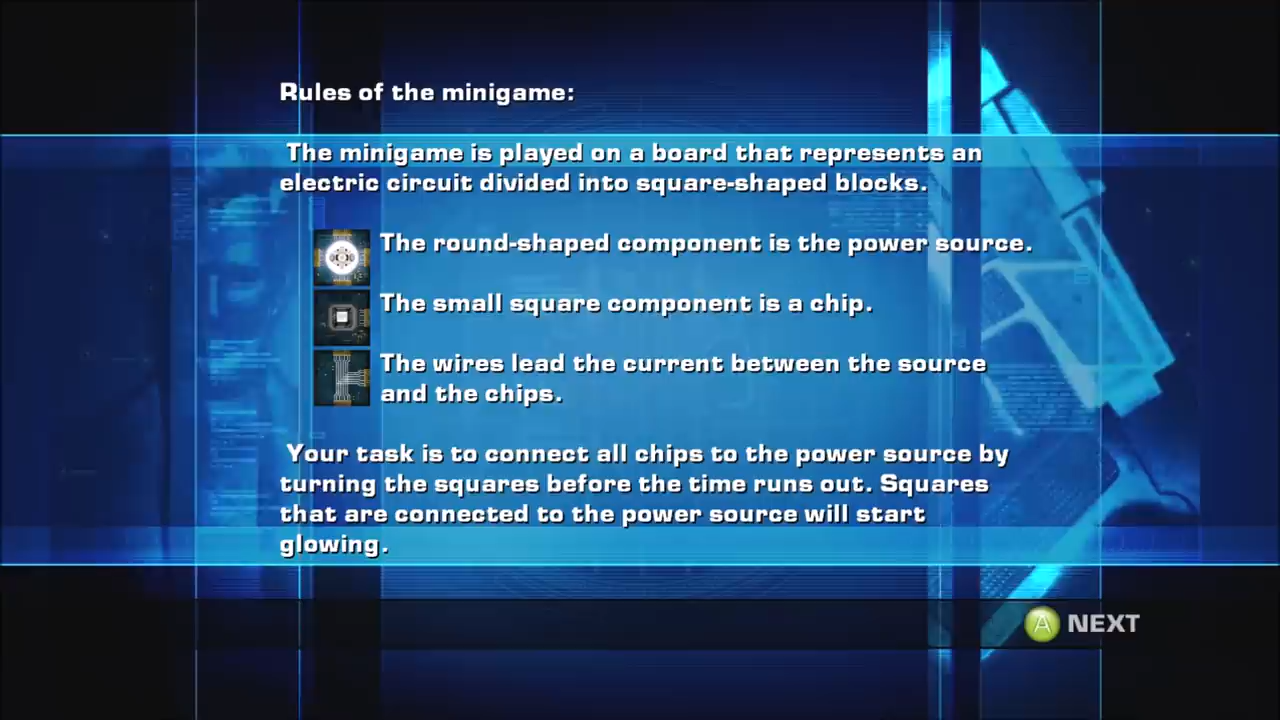 Rules of the minigame:
The minigame is played on a board that represents an
electric circuit divided into square-shaped blocks.
The round-shaped component is the power source.
The small square component is a chip.
The wires lead the current between the source
and the chips.
Your task is to connect all chips to the power source by
turning the squares before the time runs out. Squares
that are connected to the power source will start
glowing.
A NEXT